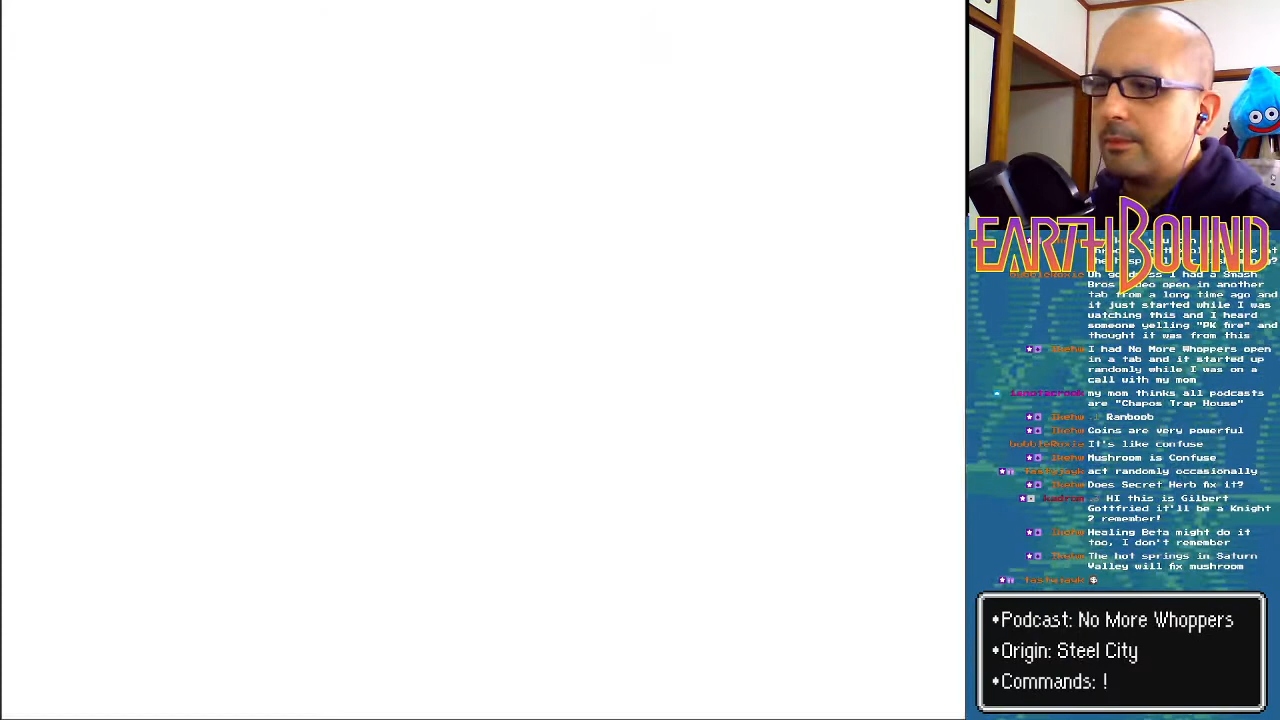 EARTHBOUND
Oh goddess I had a Smash
Bros video open in another
tab from a long time ago and
it just started while I was
watching this and I heard
someone yelling "PK fire" and
thought it was from this
I had No More Whoppers open
in a tab and it started up
randomly while I was on a
call with my mom
my mom thinks all podcasts
are "Chapos Trap House"
Ramboob
Coins are very powerful
bubbleRoxie It's like confuse
Mushroom is Confuse
act randomly occasionally
Does Secret Herb fix it?
HI this is Gilbert
Gottfried it'll be a Knight
2 remember!
Healing Beta might do it
too, I don't remember
The hot springs in Saturn
Valley will fix mushroom
•Podcast: No More Whoppers
•Origin: Steel City
•Commands: !